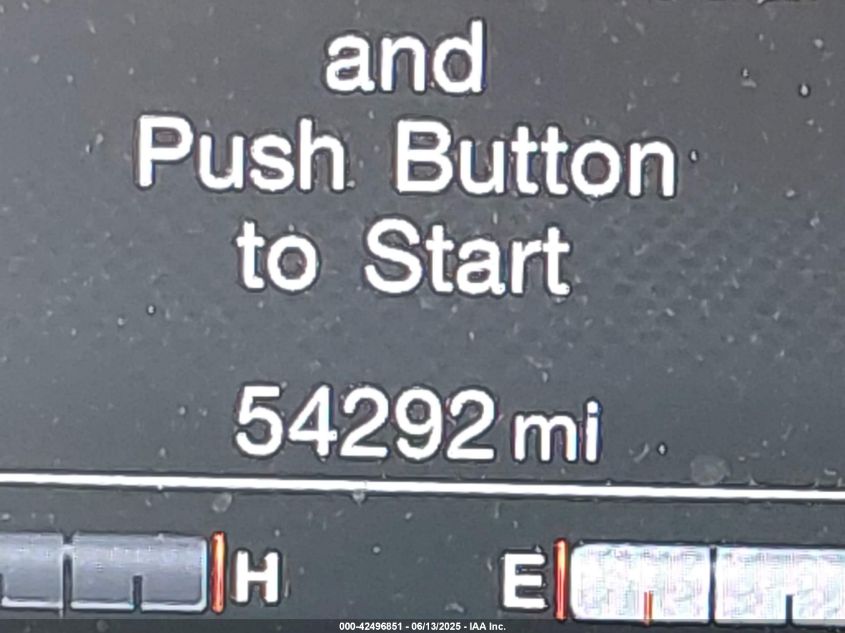 and
Push Button
to Start
54292 mi
H E
000-42496851 - 06/13/2025 - IAA Inc.